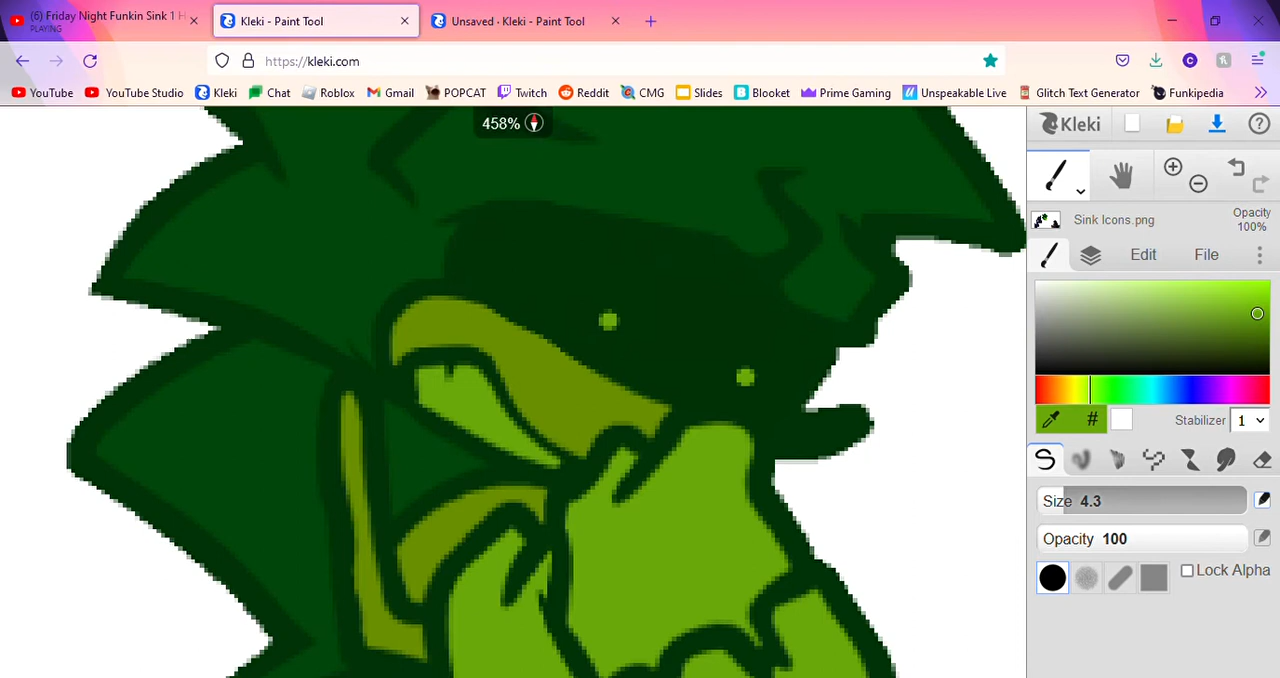 (6) Friday Night Funkin Sink 1 H
PLAYING
Kleki - Paint Tool
Unsaved · Kleki - Paint Tool
https://kleki.com
YouTube YouTube Studio Kleki Chat Roblox Gmail POPCAT Twitch Reddit CMG Slides Blooket Prime Gaming Unspeakable Live Glitch Text Generator Funkipedia
458%
Kleki
Sink Icons.png
Opacity
100%
Edit File
#
Stabilizer 1
Size 4.3
Opacity 100
Lock Alpha